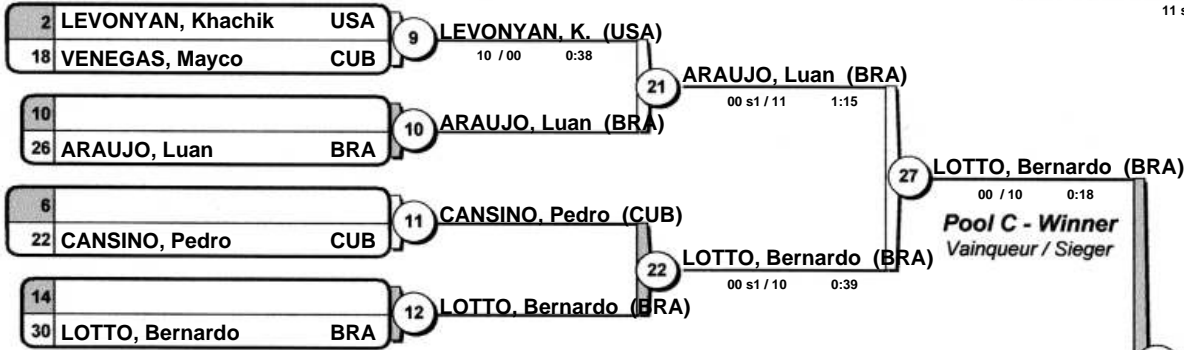 11 s
2 LEVONYAN, Khachik USA
18 VENEGAS, Mayco CUB
9
LEVONYAN, K. (USA)
10 / 00 0:38
10
26 ARAUJO, Luan BRA
10
ARAUJO, Luan (BRA)
21
ARAUJO, Luan (BRA)
00 s1 / 11 1:15
6
22 CANSINO, Pedro CUB
11
CANSINO, Pedro (CUB)
14
30 LOTTO, Bernardo BRA
12
LOTTO, Bernardo (BRA)
22
LOTTO, Bernardo (BRA)
00 s1 / 10 0:39
27
LOTTO, Bernardo (BRA)
00 / 10 0:18
Pool C - Winner
Vainqueur / Sieger